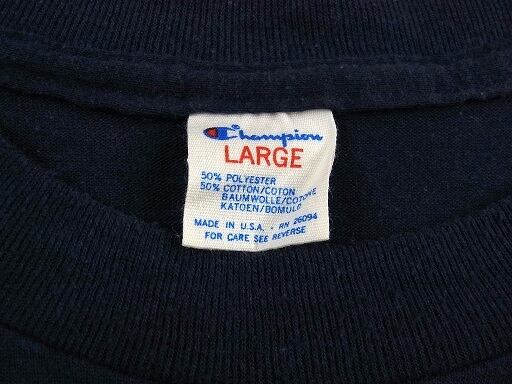 Champion
LARGE
50% POLYESTER
50% COTTON/COTON
BAUMWOLLE/COTONE
KATOEN/BOMULD
MADE IN U.S.A. - RN 26094
FOR CARE SEE REVERSE